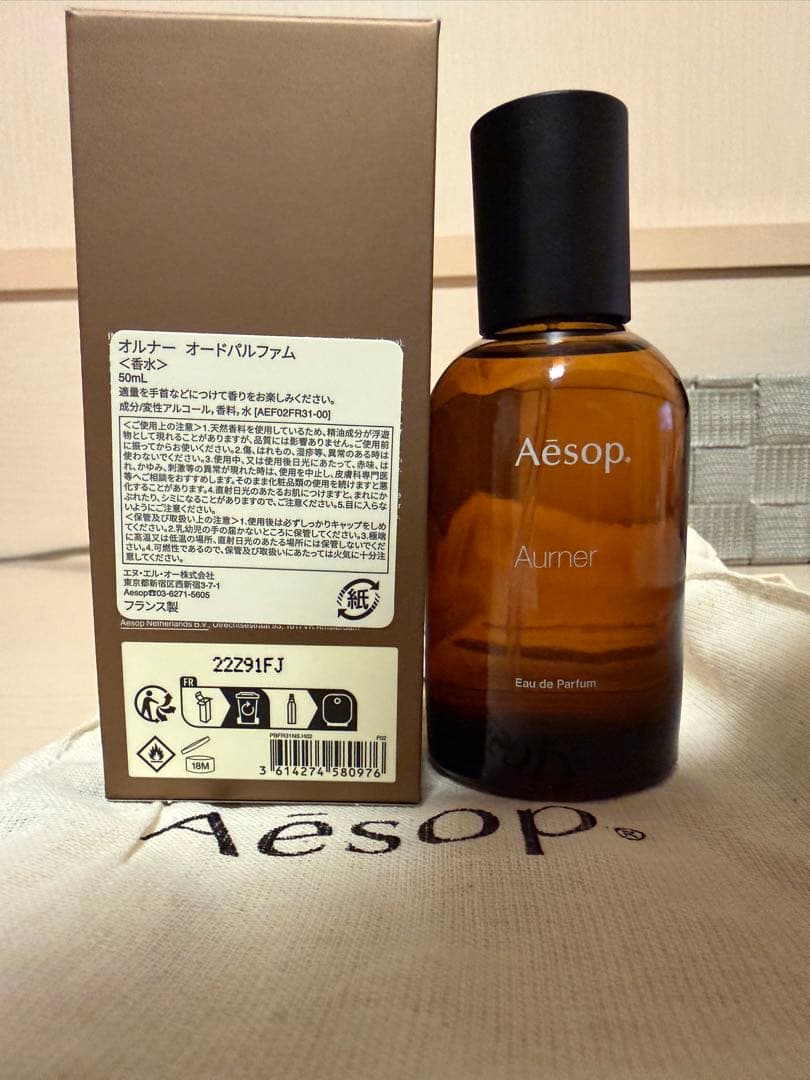 オルナー オードパルファム
＜香水＞
50mL
適量を手首などにつけて香りをお楽しみください。
成分/変性アルコール,香料,水 [AEF02FR31-00]
＜ご使用上の注意＞1.天然香料を使用しているため、精油成分が浮遊
物として現れることがありますが、品質には影響ありません。ご使用前
に振ってからお使いください。2.傷、はれもの、湿疹等、異常のある時は
使わないでください。3.使用中、又は使用後日光にあたって、赤味、は
れ、かゆみ、刺激等の異常が現れた時は、使用を中止し、皮膚科専門医
等へご相談をおすすめします。そのまま化粧品類の使用を続けますと悪
化することがあります。4.直射日光のあたるお肌につけますと、まれにか
ぶれたり、シミになることがありますので、ご注意ください。5.目に入らな
いようにご注意ください。
＜保管及び取扱い上の注意＞1.使用後は必ずしっかりキャップをしめ
てください。2.乳幼児の手の届かないところに保管してください。3.極端
に高温又は低温の場所、直射日光のあたる場所には保管しないでくだ
さい。4.可燃性であるので、保管及び取扱いにあたっては火気に十分注
意してください。
エヌ・エル・オー株式会社
東京都新宿区西新宿3-7-1
Aesop☎03-6271-5605
フランス製
紙
Aesop Netherlands B.V., Utrechtsestraat 93, 1017VK Amsterdam
22Z91FJ
FR
18M
PBFR31NS.H02 F02
3 614274 580976
Aēsop.
Aurner
Eau de Parfum
Aēsop.®